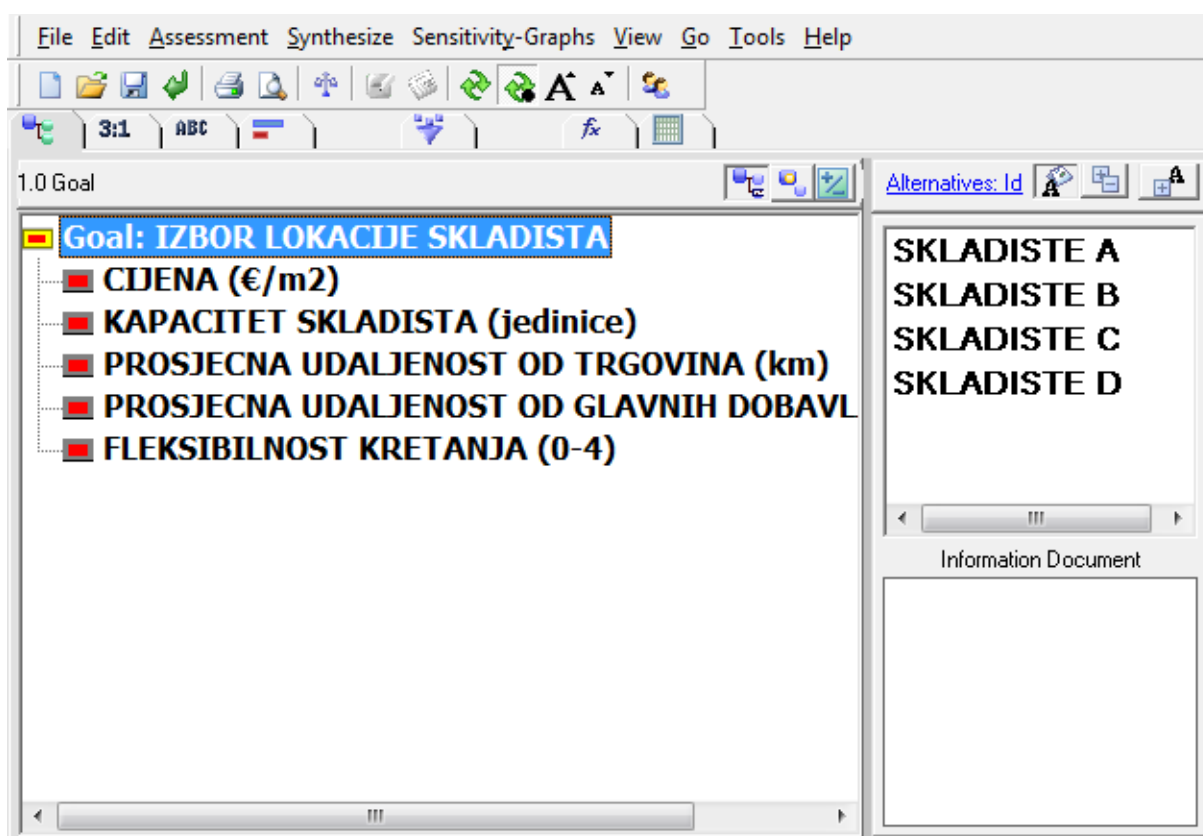 File Edit Assessment Synthesize Sensitivity-Graphs View Go Tools Help
A A
3:1 ABC fx
1.0 Goal
Goal: IZBOR LOKACIJE SKLADISTA
CIJENA (€/m2)
KAPACITET SKLADISTA (jedinice)
PROSJECNA UDALJENOST OD TRGOVINA (km)
PROSJECNA UDALJENOST OD GLAVNIH DOBAVL
FLEKSIBILNOST KRETANJA (0-4)
Alternatives: Id A A
SKLADISTE A
SKLADISTE B
SKLADISTE C
SKLADISTE D
Information Document